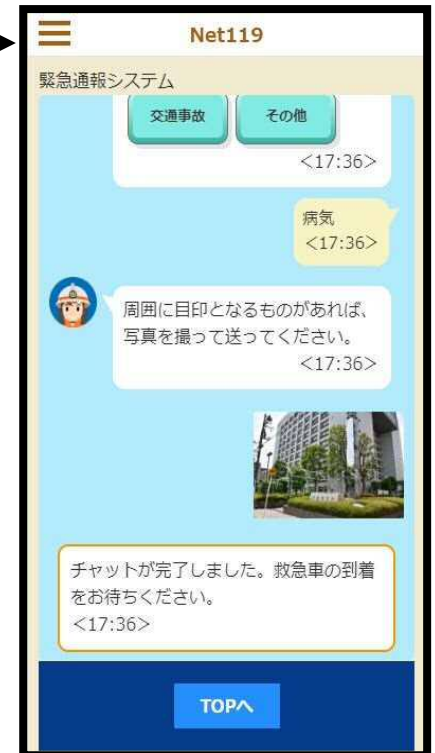 Net119
緊急通報システム
交通事故 その他
<17:36>
病気
<17:36>
周囲に目印となるものがあれば、
写真を撮って送ってください。
<17:36>
チャットが完了しました。救急車の到着
をお待ちください。
<17:36>
TOPへ